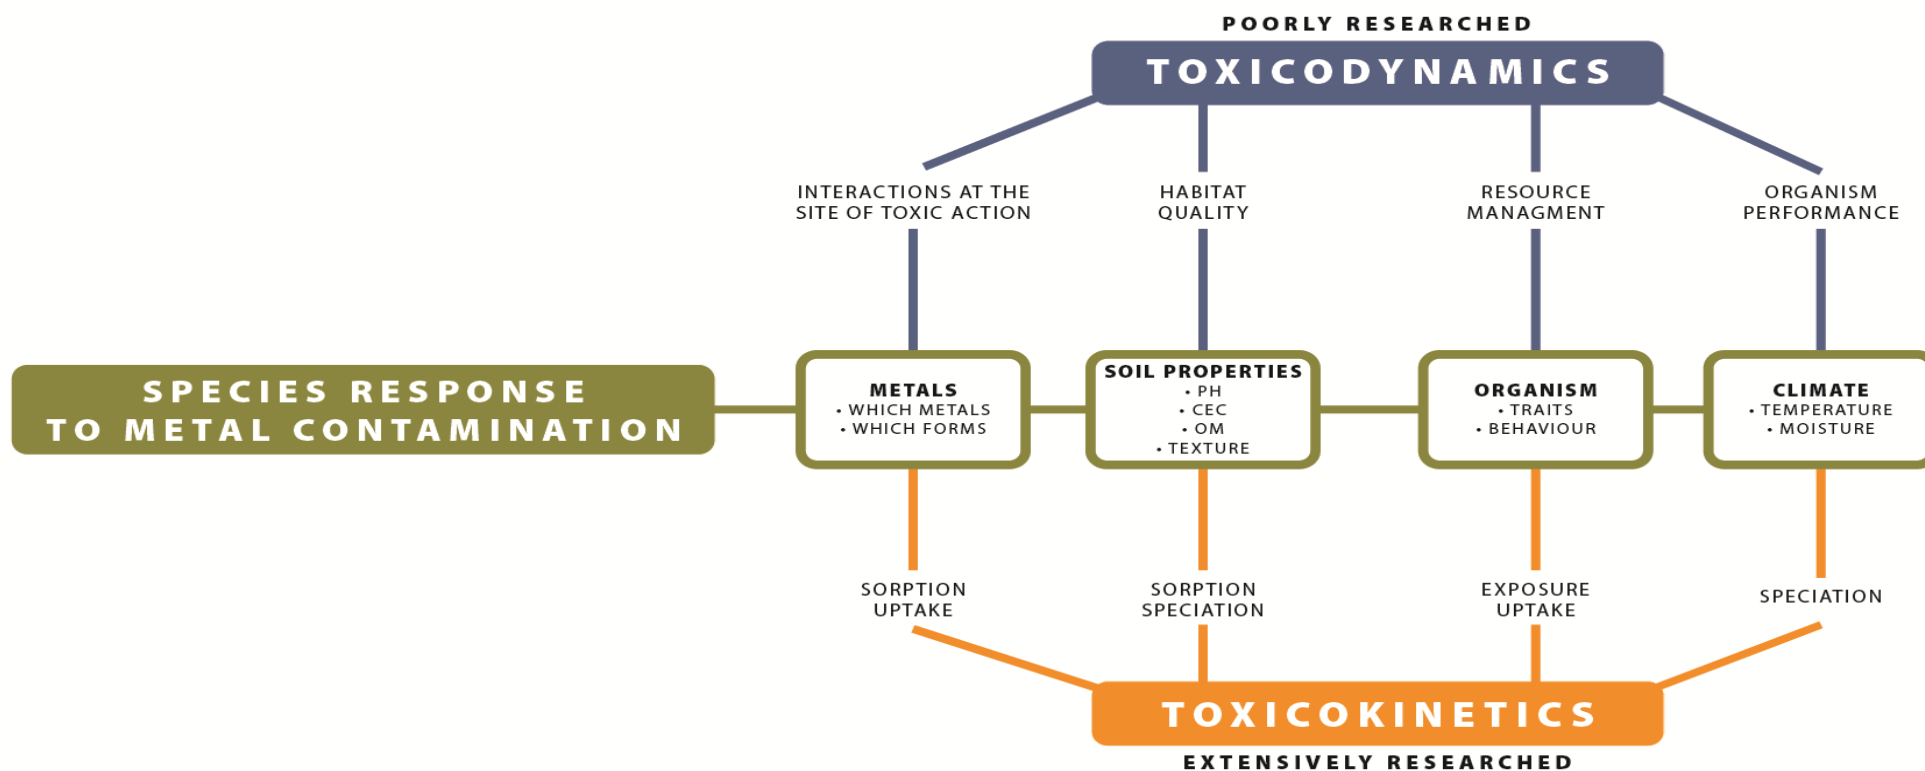 POORLY RESEARCHED
TOXICODYNAMICS
INTERACTIONS AT THE
SITE OF TOXIC ACTION
HABITAT
QUALITY
RESOURCE
MANAGMENT
ORGANISM
PERFORMANCE
SPECIES RESPONSE
TO METAL CONTAMINATION
METALS
• WHICH METALS
• WHICH FORMS
SOIL PROPERTIES
• PH
• CEC
• OM
• TEXTURE
ORGANISM
• TRAITS
• BEHAVIOUR
CLIMATE
• TEMPERATURE
• MOISTURE
SORPTION
UPTAKE
SORPTION
SPECIATION
EXPOSURE
UPTAKE
SPECIATION
TOXICOKINETICS
EXTENSIVELY RESEARCHED